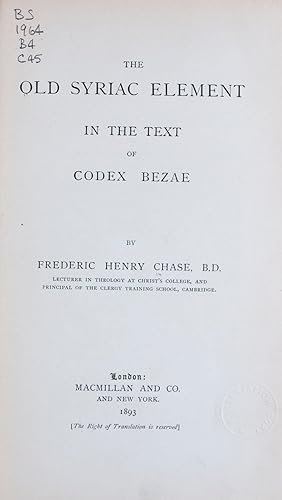 BS
1964
B4
C45
THE
OLD SYRIAC ELEMENT
IN THE TEXT
OF
CODEX BEZAE
BY
FREDERIC HENRY CHASE, B.D.
LECTURER IN THEOLOGY AT CHRIST'S COLLEGE, AND
PRINCIPAL OF THE CLERGY TRAINING SCHOOL, CAMBRIDGE.
London:
MACMILLAN AND CO.
AND NEW YORK.
1893
[The Right of Translation is reserved]